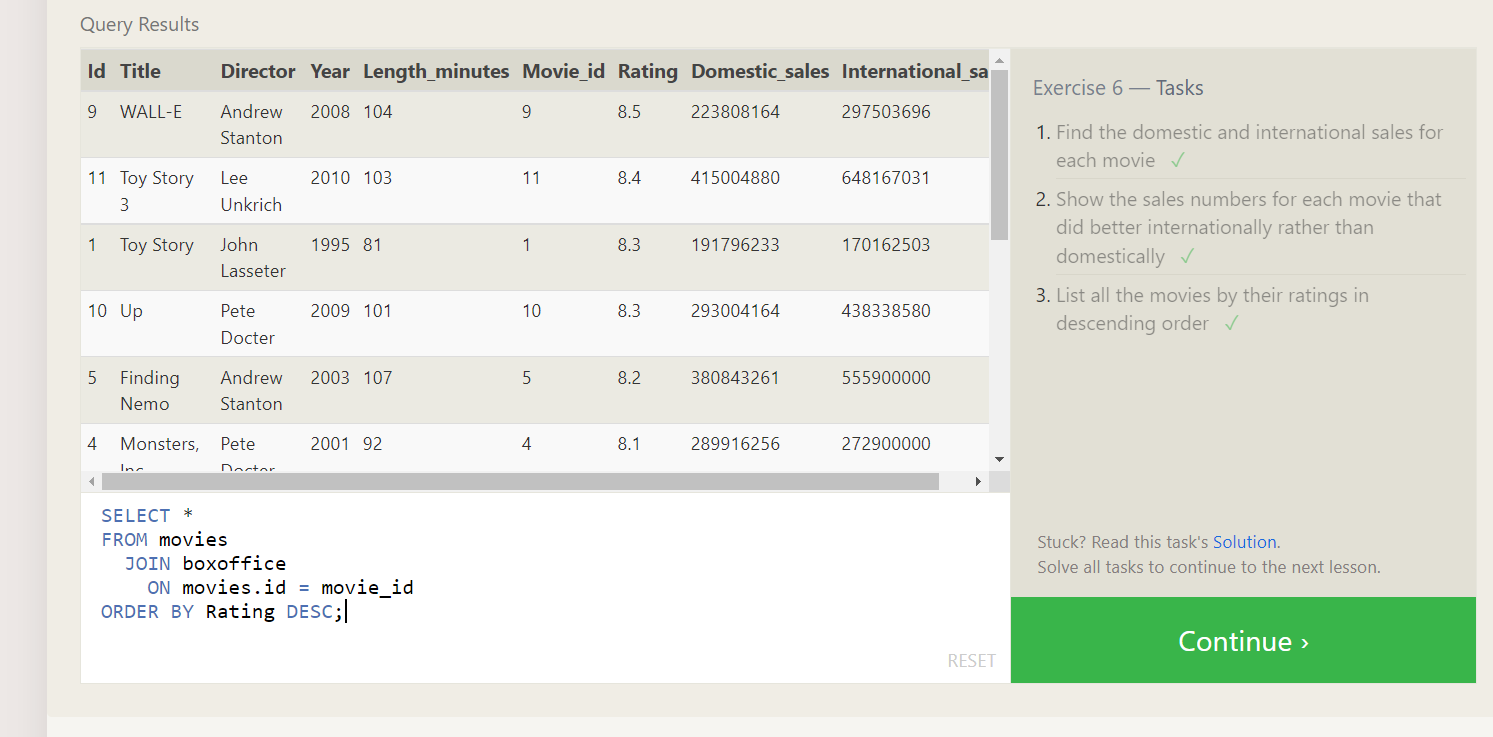 Query Results
Id Title Director Year Length_minutes Movie_id Rating Domestic_sales International_sa
9 WALL-E Andrew Stanton 2008 104 9 8.5 223808164 297503696
11 Toy Story 3 Lee Unkrich 2010 103 11 8.4 415004880 648167031
1 Toy Story John Lasseter 1995 81 1 8.3 191796233 170162503
10 Up Pete Docter 2009 101 10 8.3 293004164 438338580
5 Finding Nemo Andrew Stanton 2003 107 5 8.2 380843261 555900000
4 Monsters, Inc Pete Docter 2001 92 4 8.1 289916256 272900000
SELECT *
FROM movies
JOIN boxoffice
ON movies.id = movie_id
ORDER BY Rating DESC;
RESET
Exercise 6 — Tasks
1. Find the domestic and international sales for
each movie ✓
2. Show the sales numbers for each movie that
did better internationally rather than
domestically ✓
3. List all the movies by their ratings in
descending order ✓
Stuck? Read this task's Solution.
Solve all tasks to continue to the next lesson.
Continue ›